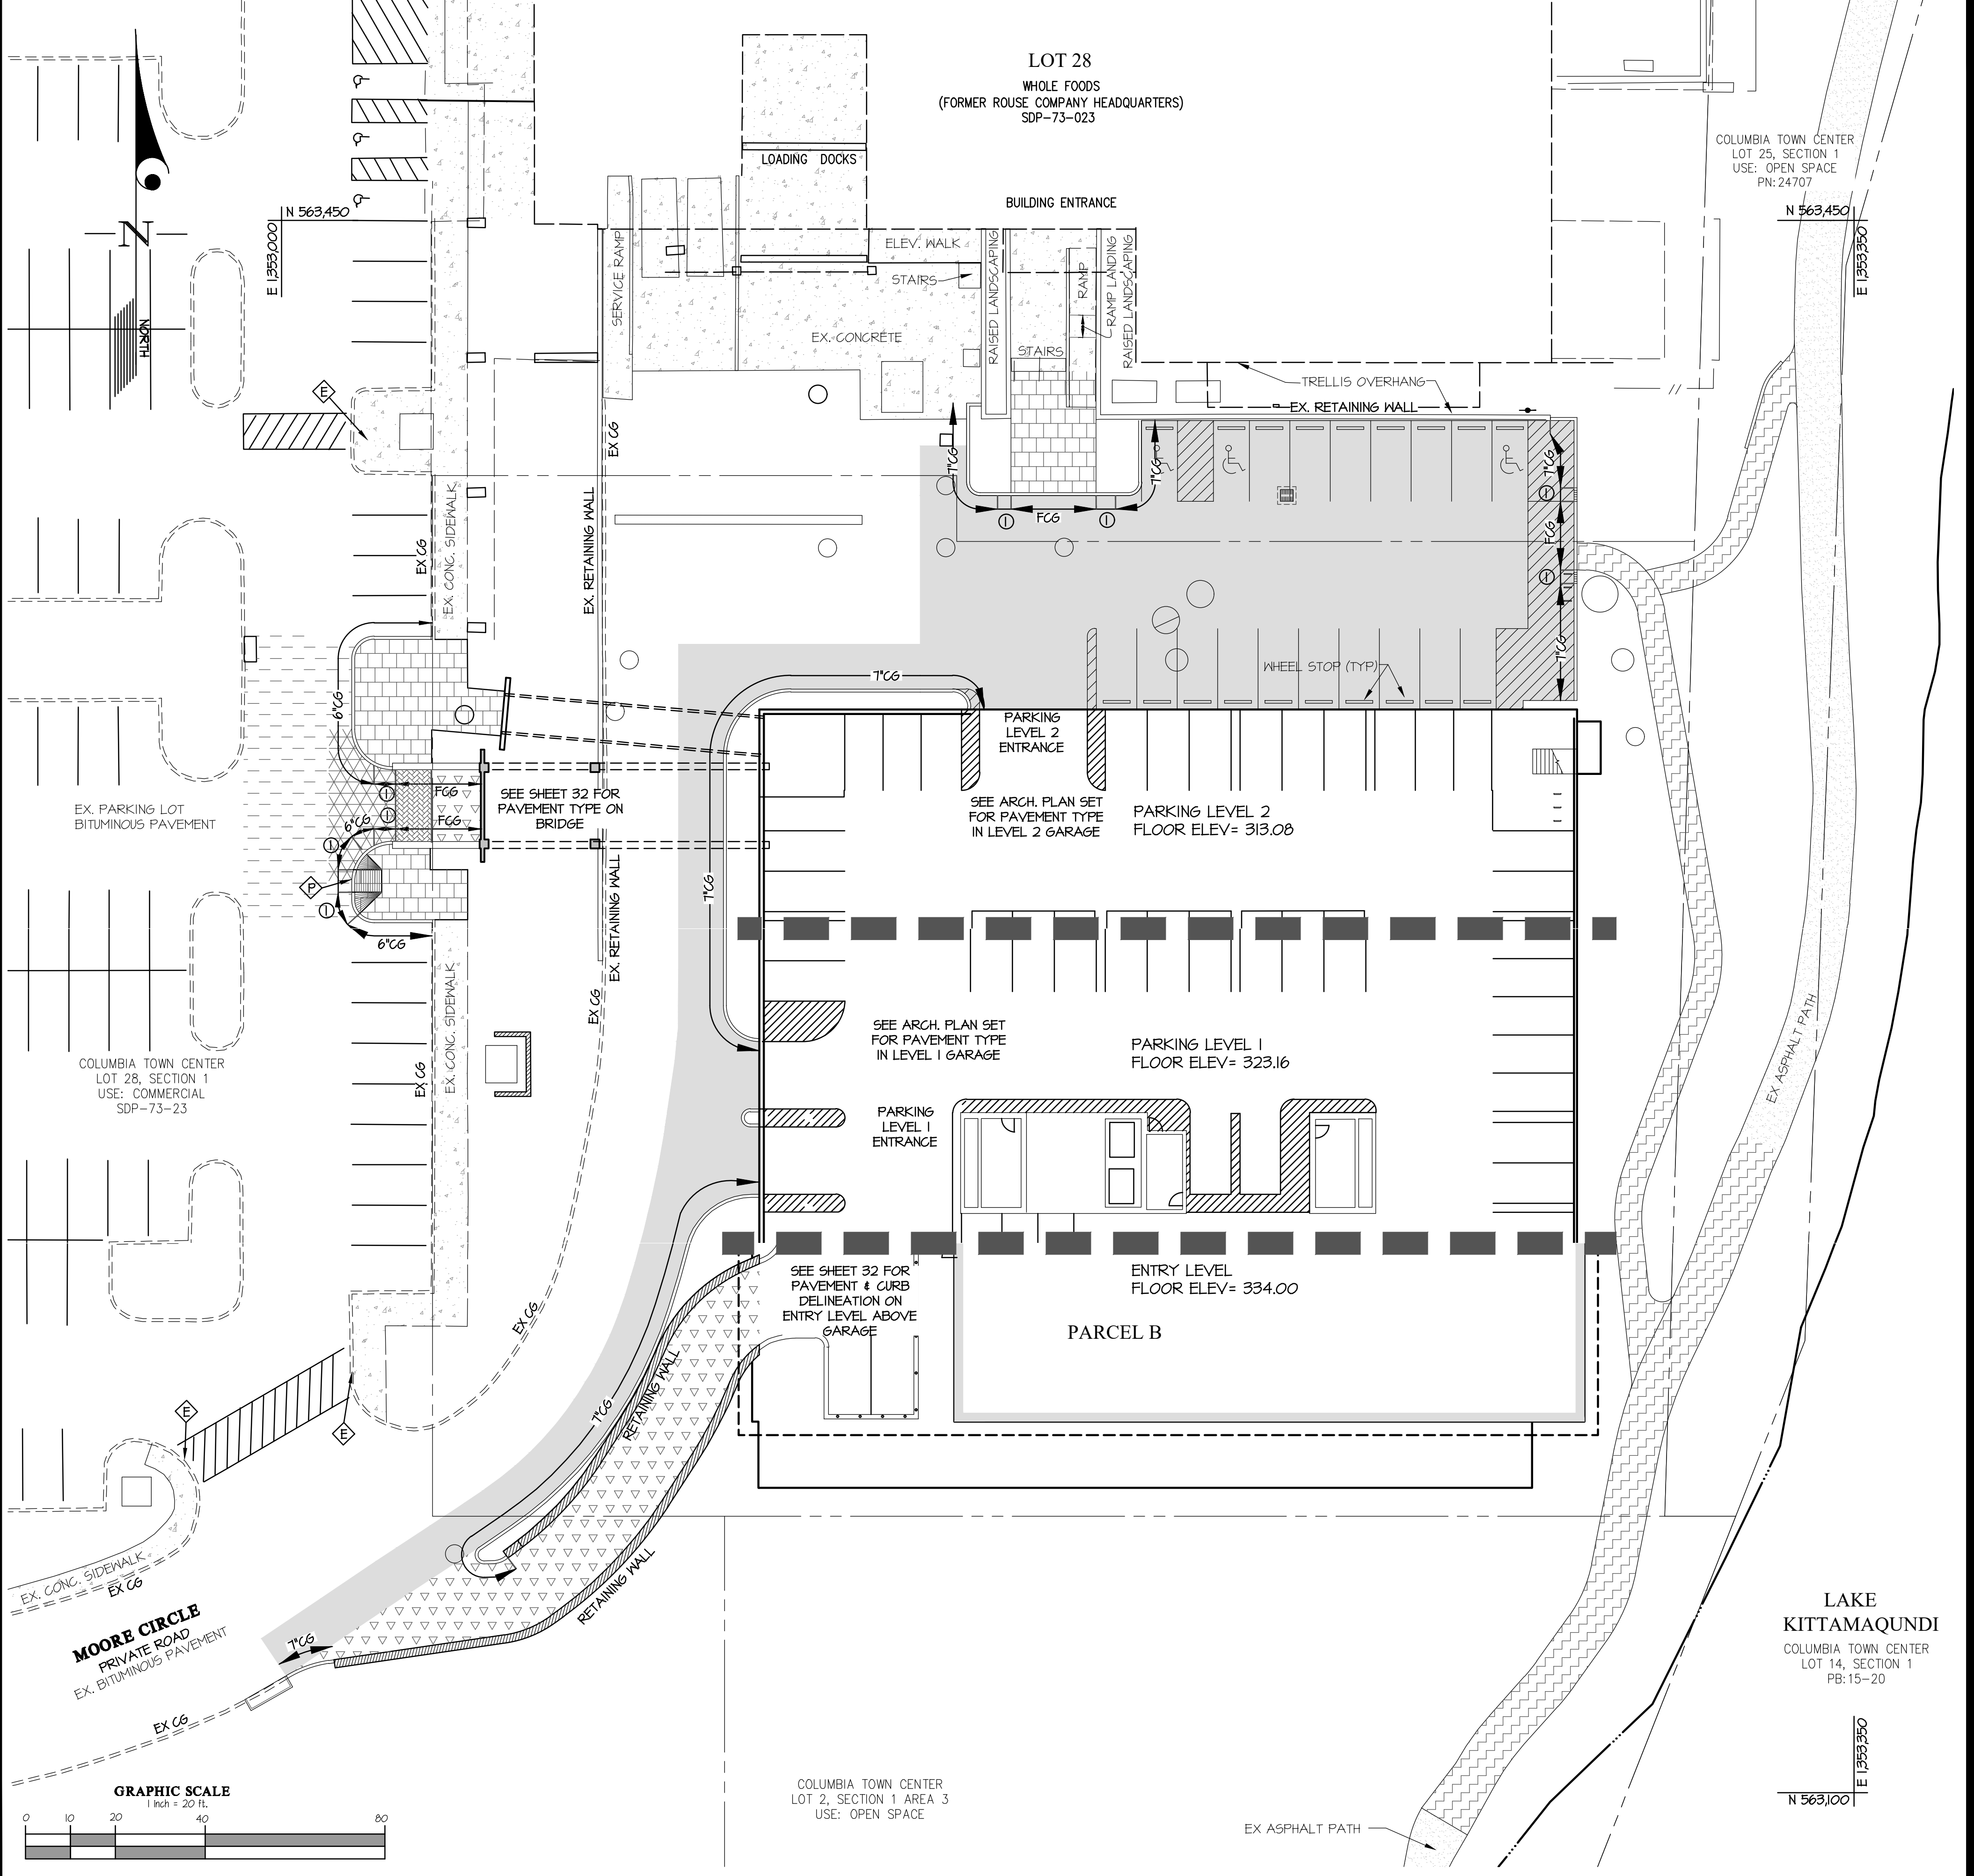 LOT 28
WHOLE FOODS
(FORMER ROUSE COMPANY HEADQUARTERS)
SDP-73-023
LOADING DOCKS
COLUMBIA TOWN CENTER
LOT 25, SECTION 1
USE: OPEN SPACE
PN:24707
N 563,450
E 1,353,000
N 563,450
E 1,353,350
BUILDING ENTRANCE
N
NORTH
SERVICE RAMP
ELEV. WALK
STAIRS
RAISED LANDSCAPING
RAMP
RAMP LANDING
RAISED LANDSCAPING
EX. CONCRETE
STAIRS
TRELLIS OVERHANG
EX. RETAINING WALL
E
EX CG
7"CG
7"CG
7"CG
1
1
FCG
1
FCG
1
7"CG
EX. CONC. SIDEWALK
EX CG
EX. RETAINING WALL
WHEEL STOP (TYP)
7"CG
6"CG
PARKING
LEVEL 2
ENTRANCE
FCG
1
SEE SHEET 32 FOR
PAVEMENT TYPE ON
BRIDGE
1
FCG
6"CG
1
P
1
6"CG
EX. PARKING LOT
BITUMINOUS PAVEMENT
SEE ARCH. PLAN SET
FOR PAVEMENT TYPE
IN LEVEL 2 GARAGE
PARKING LEVEL 2
FLOOR ELEV= 313.08
7"CG
EX. RETAINING WALL
EX CG
EX. CONC. SIDEWALK
EX CG
SEE ARCH. PLAN SET
FOR PAVEMENT TYPE
IN LEVEL 1 GARAGE
PARKING LEVEL 1
FLOOR ELEV= 323.16
EX ASPHALT PATH
COLUMBIA TOWN CENTER
LOT 28, SECTION 1
USE: COMMERCIAL
SDP-73-23
PARKING
LEVEL 1
ENTRANCE
SEE SHEET 32 FOR
PAVEMENT & CURB
DELINEATION ON
ENTRY LEVEL ABOVE
GARAGE
ENTRY LEVEL
FLOOR ELEV= 334.00
PARCEL B
EX CG
RETAINING WALL
7"CG
E
E
EX. CONC. SIDEWALK
EX CG
RETAINING WALL
MOORE CIRCLE
PRIVATE ROAD
EX. BITUMINOUS PAVEMENT
7"CG
EX CG
LAKE
KITTAMAQUNDI
COLUMBIA TOWN CENTER
LOT 14, SECTION 1
PB:15-20
E 1,353,350
N 563,100
GRAPHIC SCALE
1 Inch = 20 ft.
0 10 20 40 80
COLUMBIA TOWN CENTER
LOT 2, SECTION 1 AREA 3
USE: OPEN SPACE
EX ASPHALT PATH